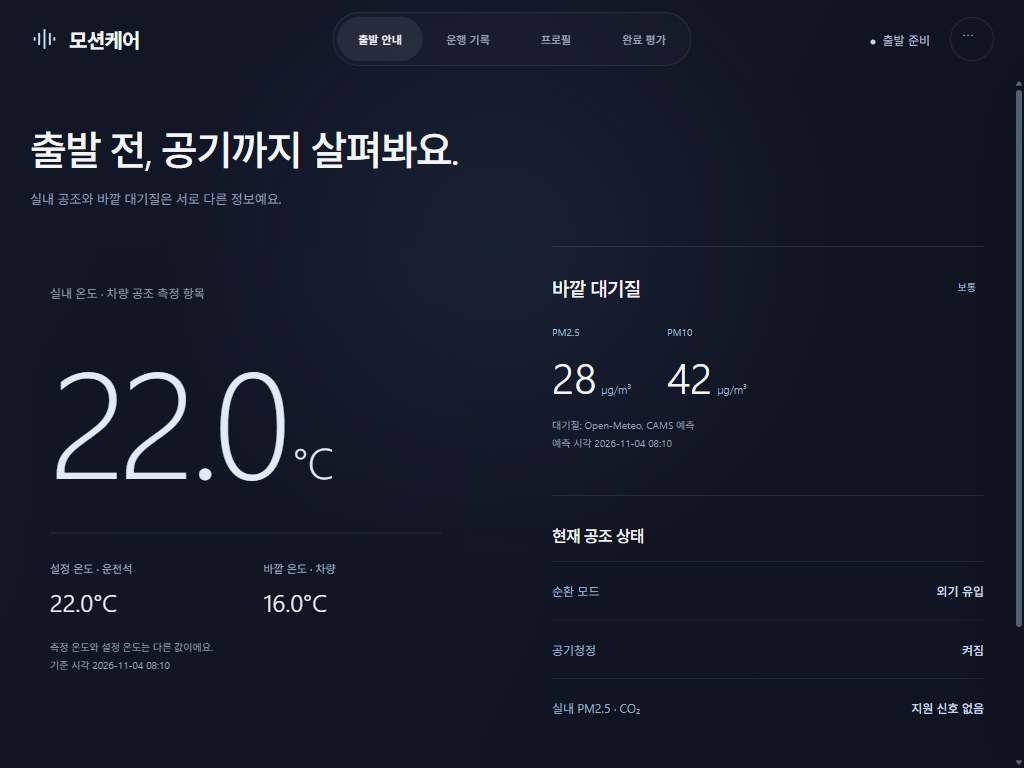 모션케어
출발 안내
운행 기록
프로필
완료 평가
출발 준비
...
출발 전, 공기까지 살펴봐요.
실내 공조와 바깥 대기질은 서로 다른 정보예요.
실내 온도 · 차량 공조 측정 항목
22.0 °C
설정 온도 · 운전석
바깥 온도 · 차량
22.0°C
16.0°C
측정 온도와 설정 온도는 다른 값이에요.
기준 시각 2026-11-04 08:10
바깥 대기질
보통
PM2.5
PM10
28 μg/m³
42 μg/m³
대기질: Open-Meteo, CAMS 예측
예측 시각 2026-11-04 08:10
현재 공조 상태
순환 모드
외기 유입
공기청정
켜짐
실내 PM2.5 · CO₂
지원 신호 없음